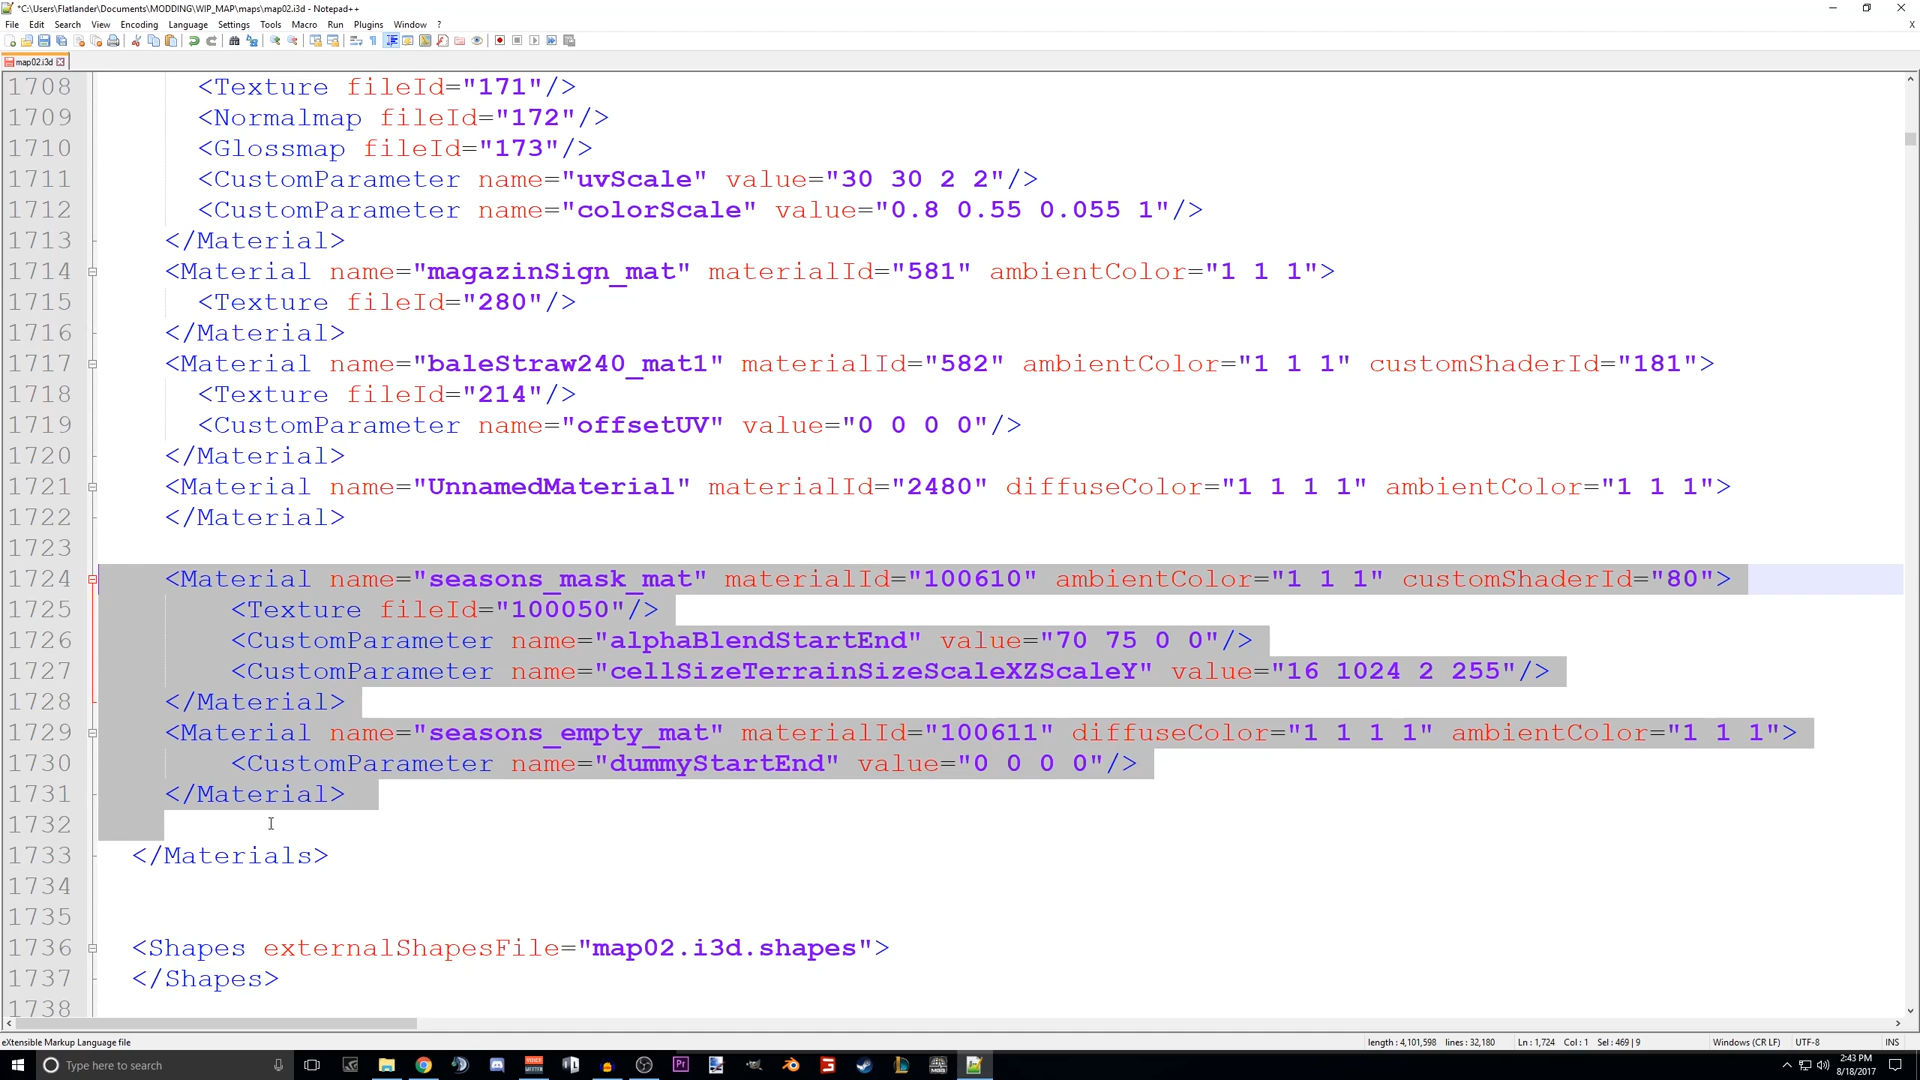 *C:\Users\Flatlander\Documents\MODDING\WIP_MAP\maps\map02.i3d - Notepad++
File Edit Search View Encoding Language Settings Tools Macro Run Plugins Window ? X
map02.i3d
1708 <Texture fileId="171"/>
1709 <Normalmap fileId="172"/>
1710 <Glossmap fileId="173"/>
1711 <CustomParameter name="uvScale" value="30 30 2 2"/>
1712 <CustomParameter name="colorScale" value="0.8 0.55 0.055 1"/>
1713 </Material>
1714 <Material name="magazinSign_mat" materialId="581" ambientColor="1 1 1">
1715 <Texture fileId="280"/>
1716 </Material>
1717 <Material name="baleStraw240_mat1" materialId="582" ambientColor="1 1 1" customShaderId="181">
1718 <Texture fileId="214"/>
1719 <CustomParameter name="offsetUV" value="0 0 0 0"/>
1720 </Material>
1721 <Material name="UnnamedMaterial" materialId="2480" diffuseColor="1 1 1 1" ambientColor="1 1 1">
1722 </Material>
1723
1724 <Material name="seasons_mask_mat" materialId="100610" ambientColor="1 1 1" customShaderId="80">
1725 <Texture fileId="100050"/>
1726 <CustomParameter name="alphaBlendStartEnd" value="70 75 0 0"/>
1727 <CustomParameter name="cellSizeTerrainSizeScaleXZScaleY" value="16 1024 2 255"/>
1728 </Material>
1729 <Material name="seasons_empty_mat" materialId="100611" diffuseColor="1 1 1 1" ambientColor="1 1 1">
1730 <CustomParameter name="dummyStartEnd" value="0 0 0 0"/>
1731 </Material>
1732
1733 </Materials>
1734
1735
1736 <Shapes externalShapesFile="map02.i3d.shapes">
1737 </Shapes>
1738
eXtensible Markup Language file length : 4,101,598 lines : 32,180 Ln : 1,724 Col : 1 Sel : 469 | 9 Windows (CR LF) UTF-8 INS
Type here to search
2:43 PM
8/18/2017